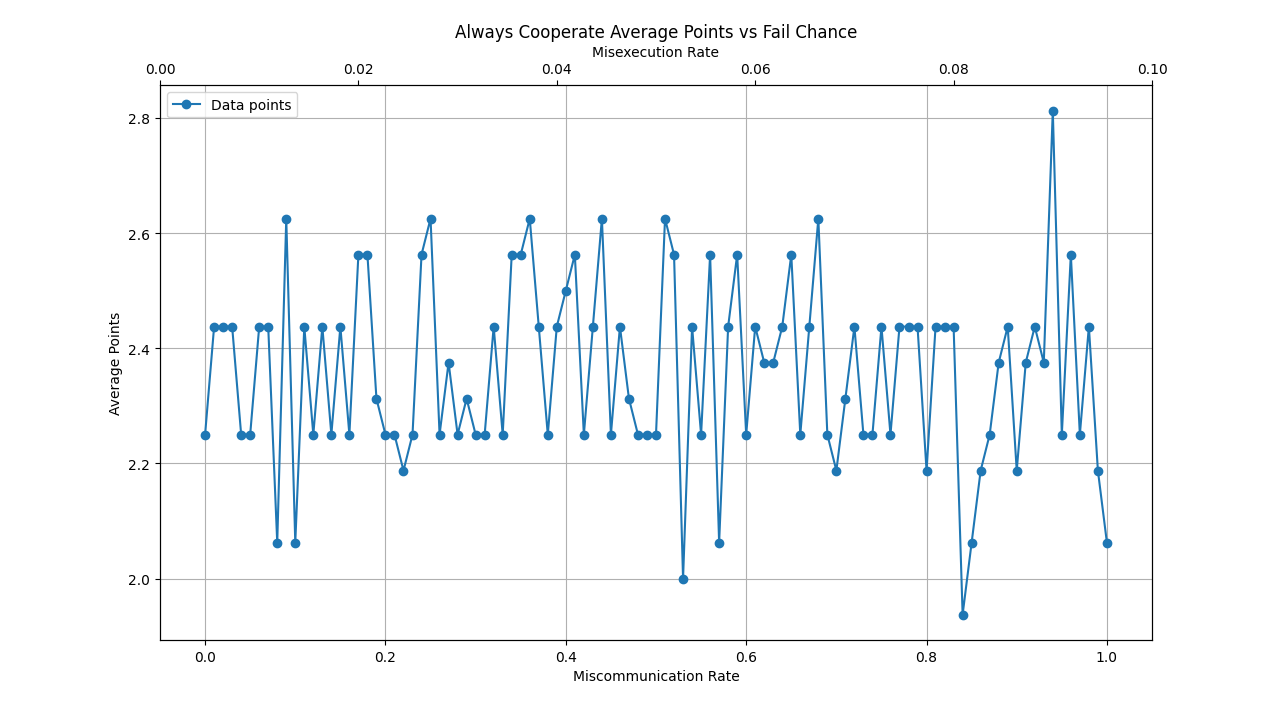 Always Cooperate Average Points vs Fail Chance
Misexecution Rate
0.00 0.02 0.04 0.06 0.08 0.10
Data points
2.8
2.6
2.4
2.2
2.0
Average Points
0.0 0.2 0.4 0.6 0.8 1.0
Miscommunication Rate